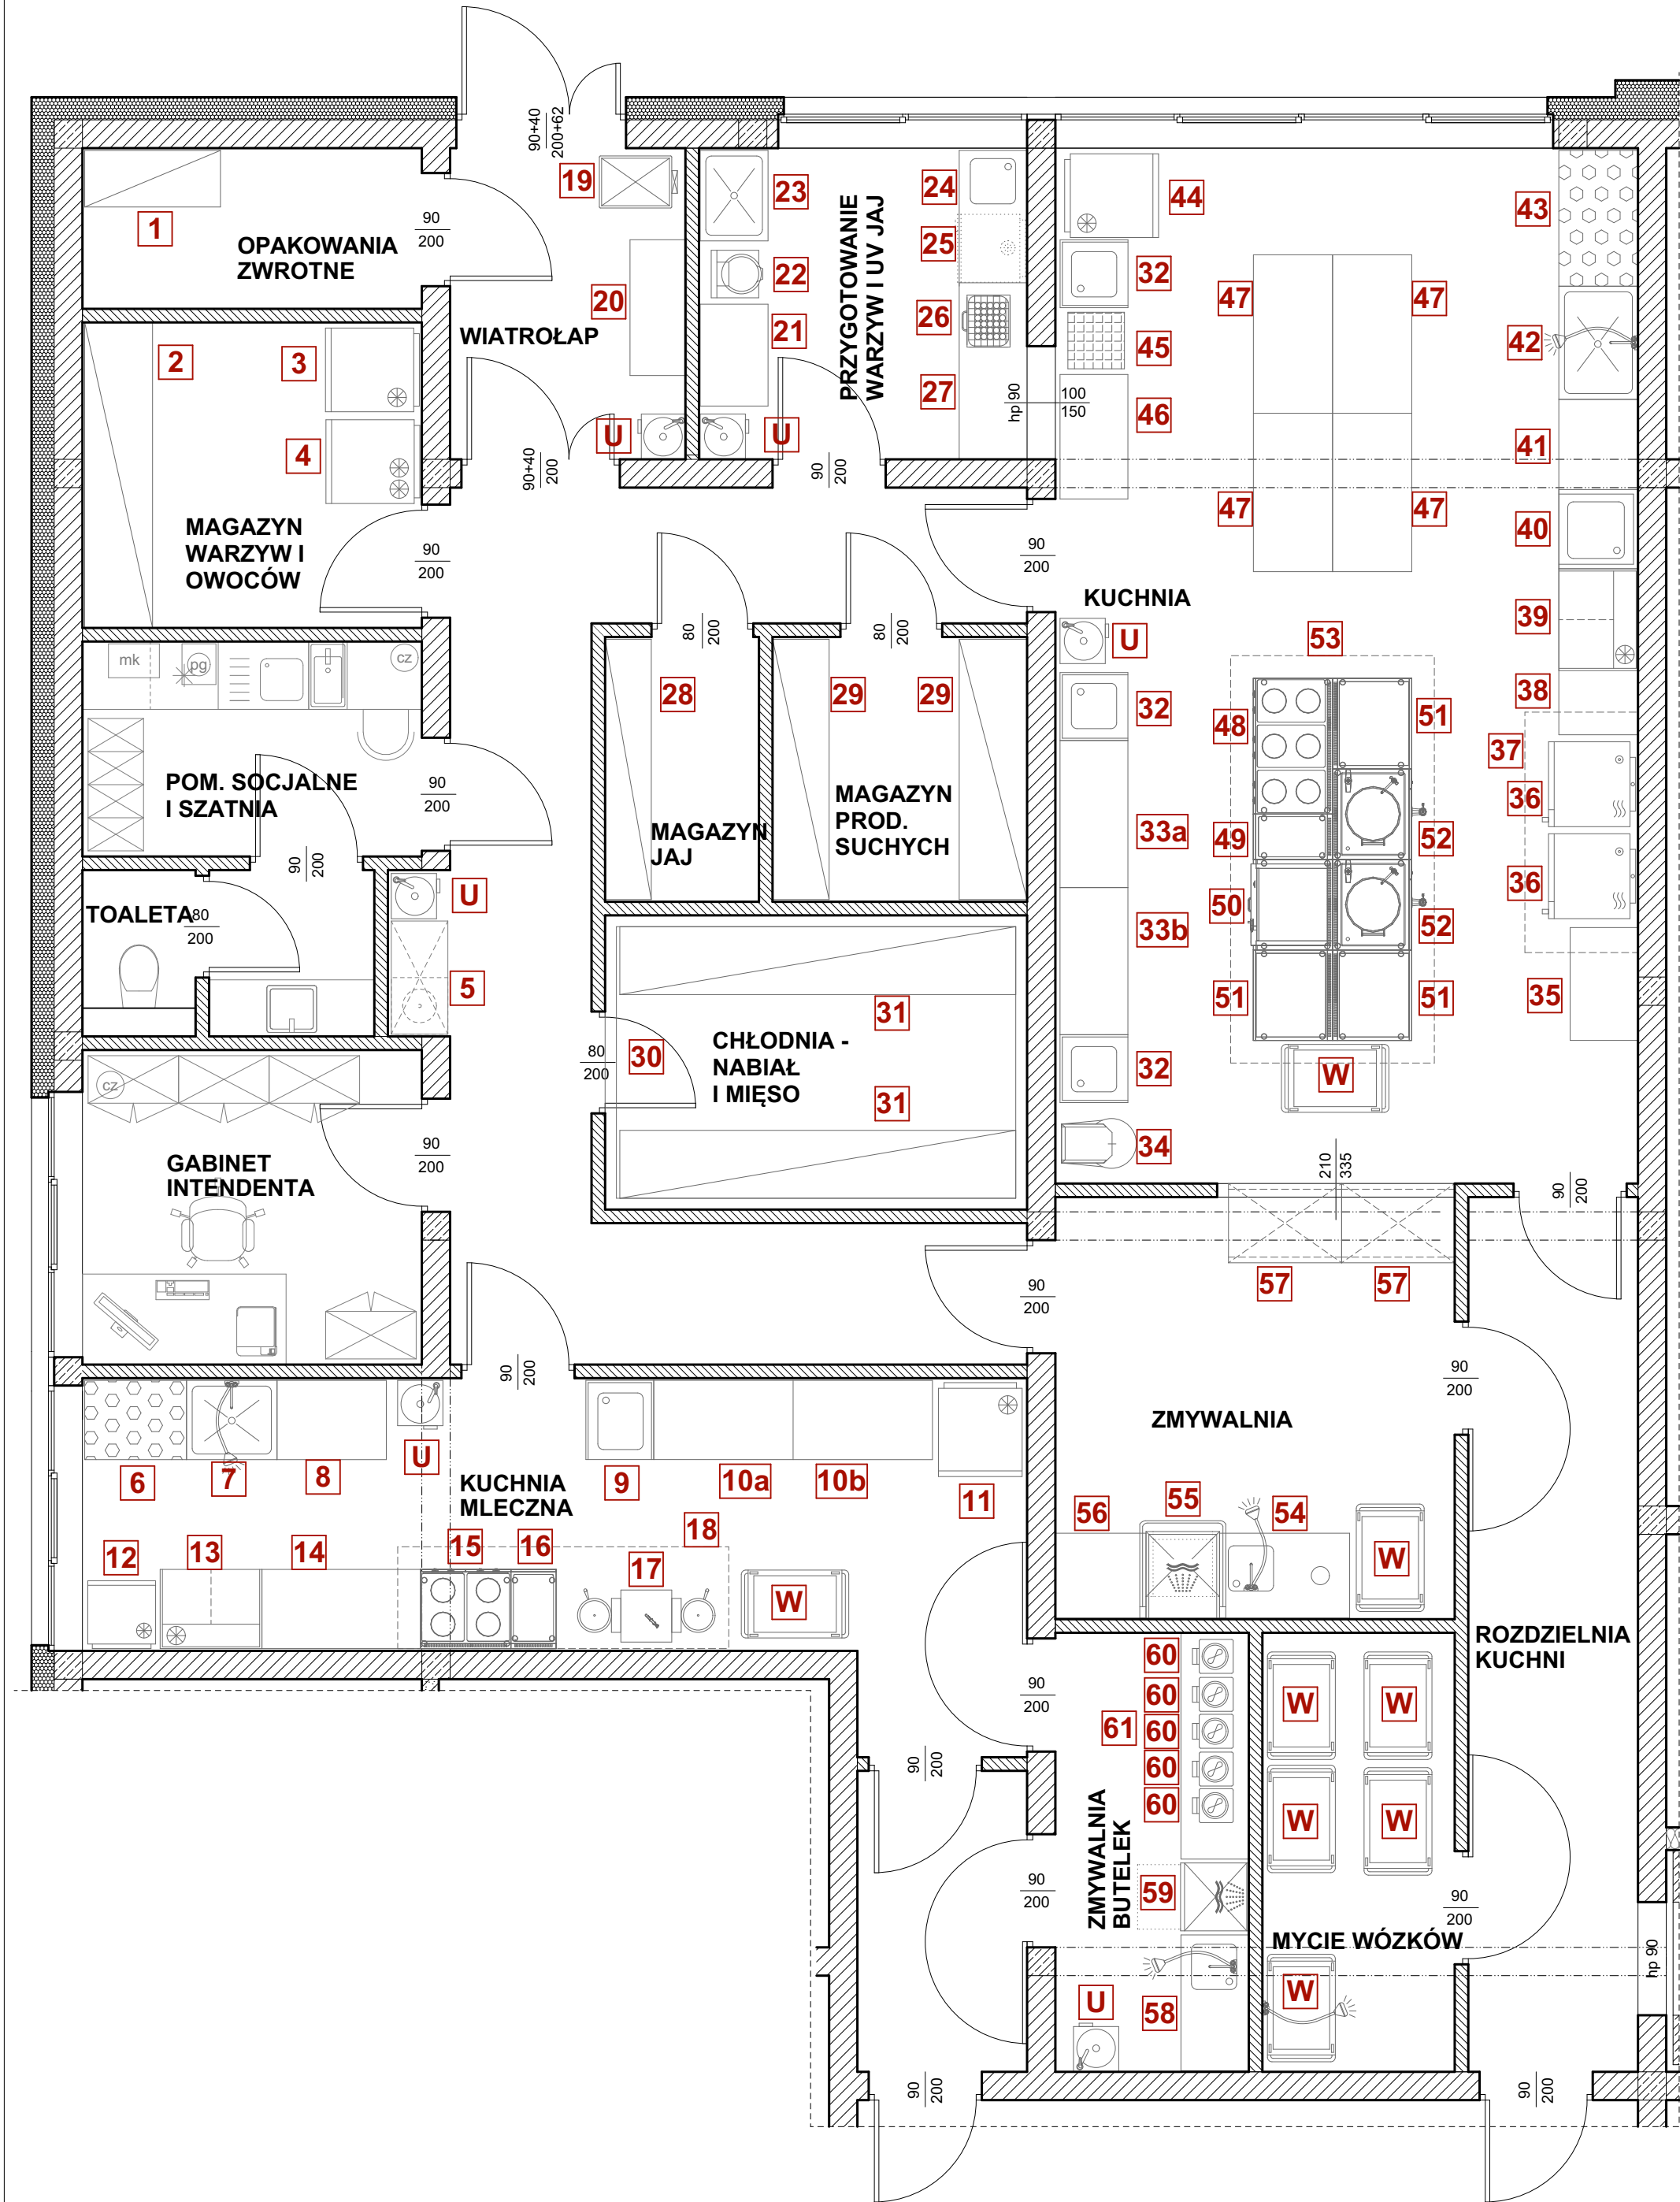 90+40
200+62
19
23
24
44
43
1
OPAKOWANIA
ZWROTNE
90
200
22
25
PRZYGOTOWANIE
WARZYW I UV JAJ
32
47
47
20
21
26
WIATROŁAP
2
3
45
42
27
hp 90
100
150
46
4
U
U
41
90+40
200
90
200
47
47
MAGAZYN
WARZYW I
OWOCÓW
90
200
90
200
40
KUCHNIA
39
80
200
80
200
U
53
mk
pg
cz
28
29
29
32
48
51
38
37
POM. SOCJALNE
I SZATNIA
90
200
MAGAZYN
JAJ
MAGAZYN
PROD.
SUCHYCH
33a
49
52
36
90
200
TOALETA
80
200
U
50
36
33b
52
5
31
51
51
35
CHŁODNIA -
NABIAŁ
I MIĘSO
80
200
30
32
W
cz
31
34
GABINET
INTENDENTA
90
200
210
335
90
200
90
200
57
57
90
200
90
200
ZMYWALNIA
6
7
8
U
KUCHNIA
MLECZNA
9
10a
10b
11
56
55
54
12
13
14
15
16
18
17
W
W
ROZDZIELNIA
KUCHNI
60
60
60
60
60
61
W
W
90
200
90
200
W
W
ZMYWALNIA
BUTELEK
90
200
59
90
200
MYCIE WÓZKÓW
hp 90
W
U
58
90
200
90
200